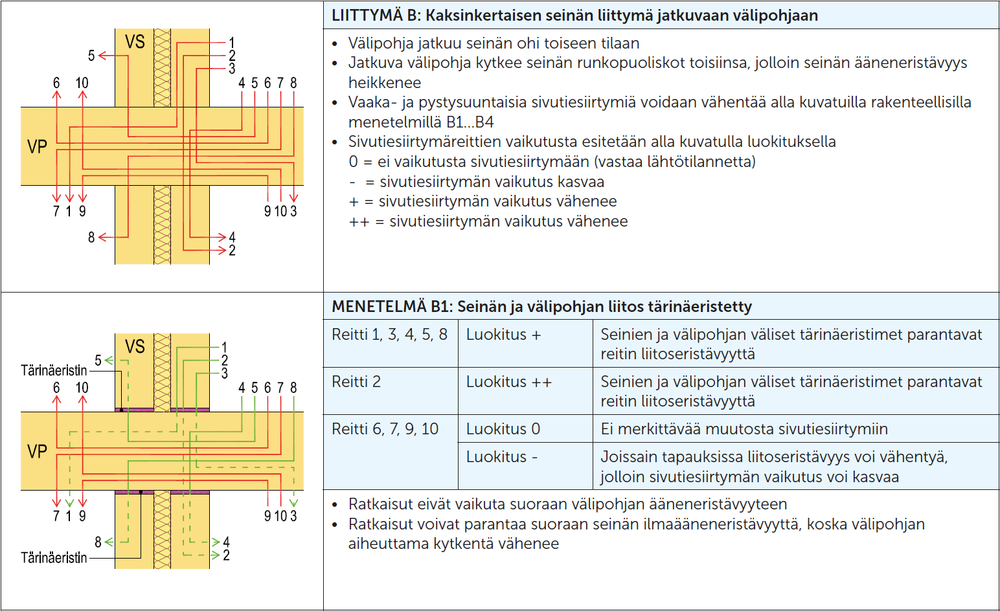 VS
1
2
3
5
6 10
4 5 6 7 8
VP
7 1 9
9 10 3
8
4
2
LIITTYMÄ B: Kaksinkertaisen seinän liittymä jatkuvaan välipohjaan
• Välipohja jatkuu seinän ohi toiseen tilaan
• Jatkuva välipohja kytkee seinän runkopuoliskot toisiinsa, jolloin seinän ääneneristävyys
heikkenee
• Vaaka- ja pystysuuntaisia sivutiesiirtymiä voidaan vähentää alla kuvatuilla rakenteellisilla
menetelmillä B1...B4
• Sivutiesiirtymäreittien vaikutusta esitetään alla kuvatulla luokituksella
0 = ei vaikutusta sivutiesiirtymään (vastaa lähtötilannetta)
- = sivutiesiirtymän vaikutus kasvaa
+ = sivutiesiirtymän vaikutus vähenee
++ = sivutiesiirtymän vaikutus vähenee
VS
1
2
3
5
Tärinäeristin
6 10
4 5 6 7 8
VP
7 1 9
9 10 3
8
4
2
Tärinäeristin
MENETELMÄ B1: Seinän ja välipohjan liitos tärinäeristetty
Reitti 1, 3, 4, 5, 8
Luokitus +
Seinien ja välipohjan väliset tärinäeristimet parantavat
reitin liitoseristävyyttä
Reitti 2
Luokitus ++
Seinien ja välipohjan väliset tärinäeristimet parantavat
reitin liitoseristävyyttä
Reitti 6, 7, 9, 10
Luokitus 0
Ei merkittävää muutosta sivutiesiirtymiin
Luokitus -
Joissain tapauksissa liitoseristävyys voi vähentyä,
jolloin sivutiesiirtymän vaikutus voi kasvaa
• Ratkaisut eivät vaikuta suoraan välipohjan ääneneristävyyteen
• Ratkaisut voivat parantaa suoraan seinän ilmaääneneristävyyttä, koska välipohjan
aiheuttama kytkentä vähenee